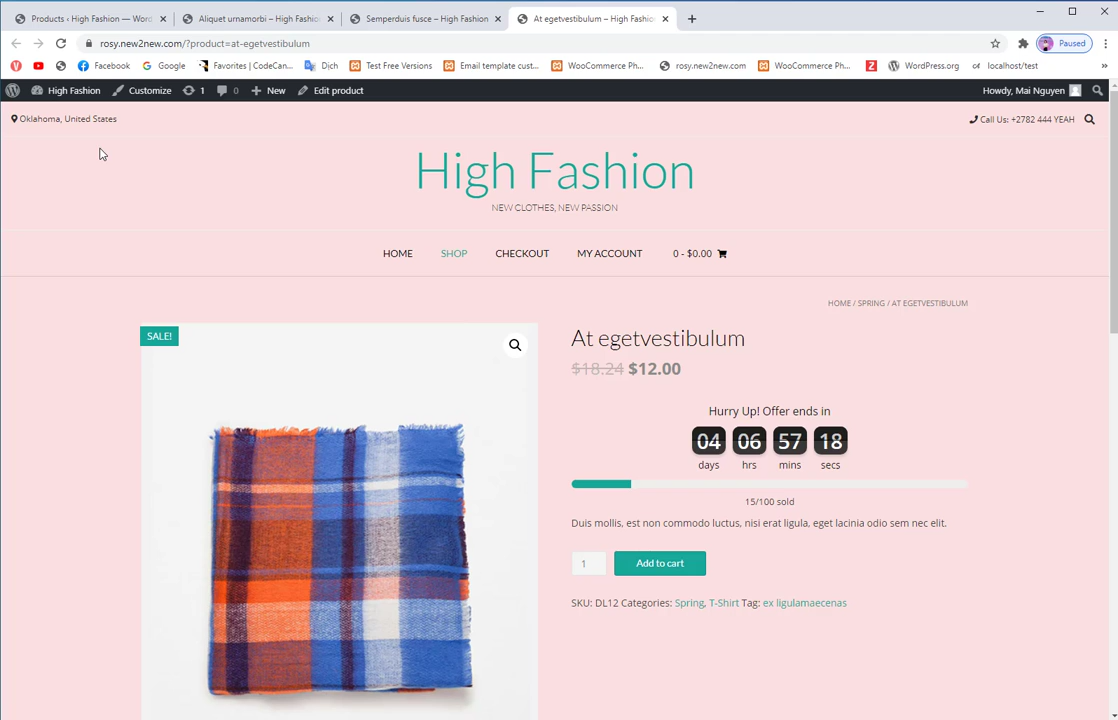 Products ‹ High Fashion — Word
Aliquet urnamorbi – High Fashion
Semperduis fusce – High Fashion
At egetvestibulum – High Fashion
rosy.new2new.com/?product=at-egetvestibulum
Paused
Facebook
Google
Favorites | CodeCan...
Dịch
Test Free Versions
Email template cust...
WooCommerce Ph...
rosy.new2new.com
WooCommerce Ph...
WordPress.org
localhost/test
High Fashion
Customize
1
0
New
Edit product
Howdy, Mai Nguyen
Oklahoma, United States
Call Us: +2782 444 YEAH
High Fashion
NEW CLOTHES, NEW PASSION
HOME SHOP CHECKOUT MY ACCOUNT 0 - $0.00
HOME / SPRING / AT EGETVESTIBULUM
SALE!
At egetvestibulum
$18.24 $12.00
Hurry Up! Offer ends in
04 06 57 18
days hrs mins secs
15/100 sold
Duis mollis, est non commodo luctus, nisi erat ligula, eget lacinia odio sem nec elit.
1 Add to cart
SKU: DL12 Categories: Spring, T-Shirt Tag: ex ligulamaecenas